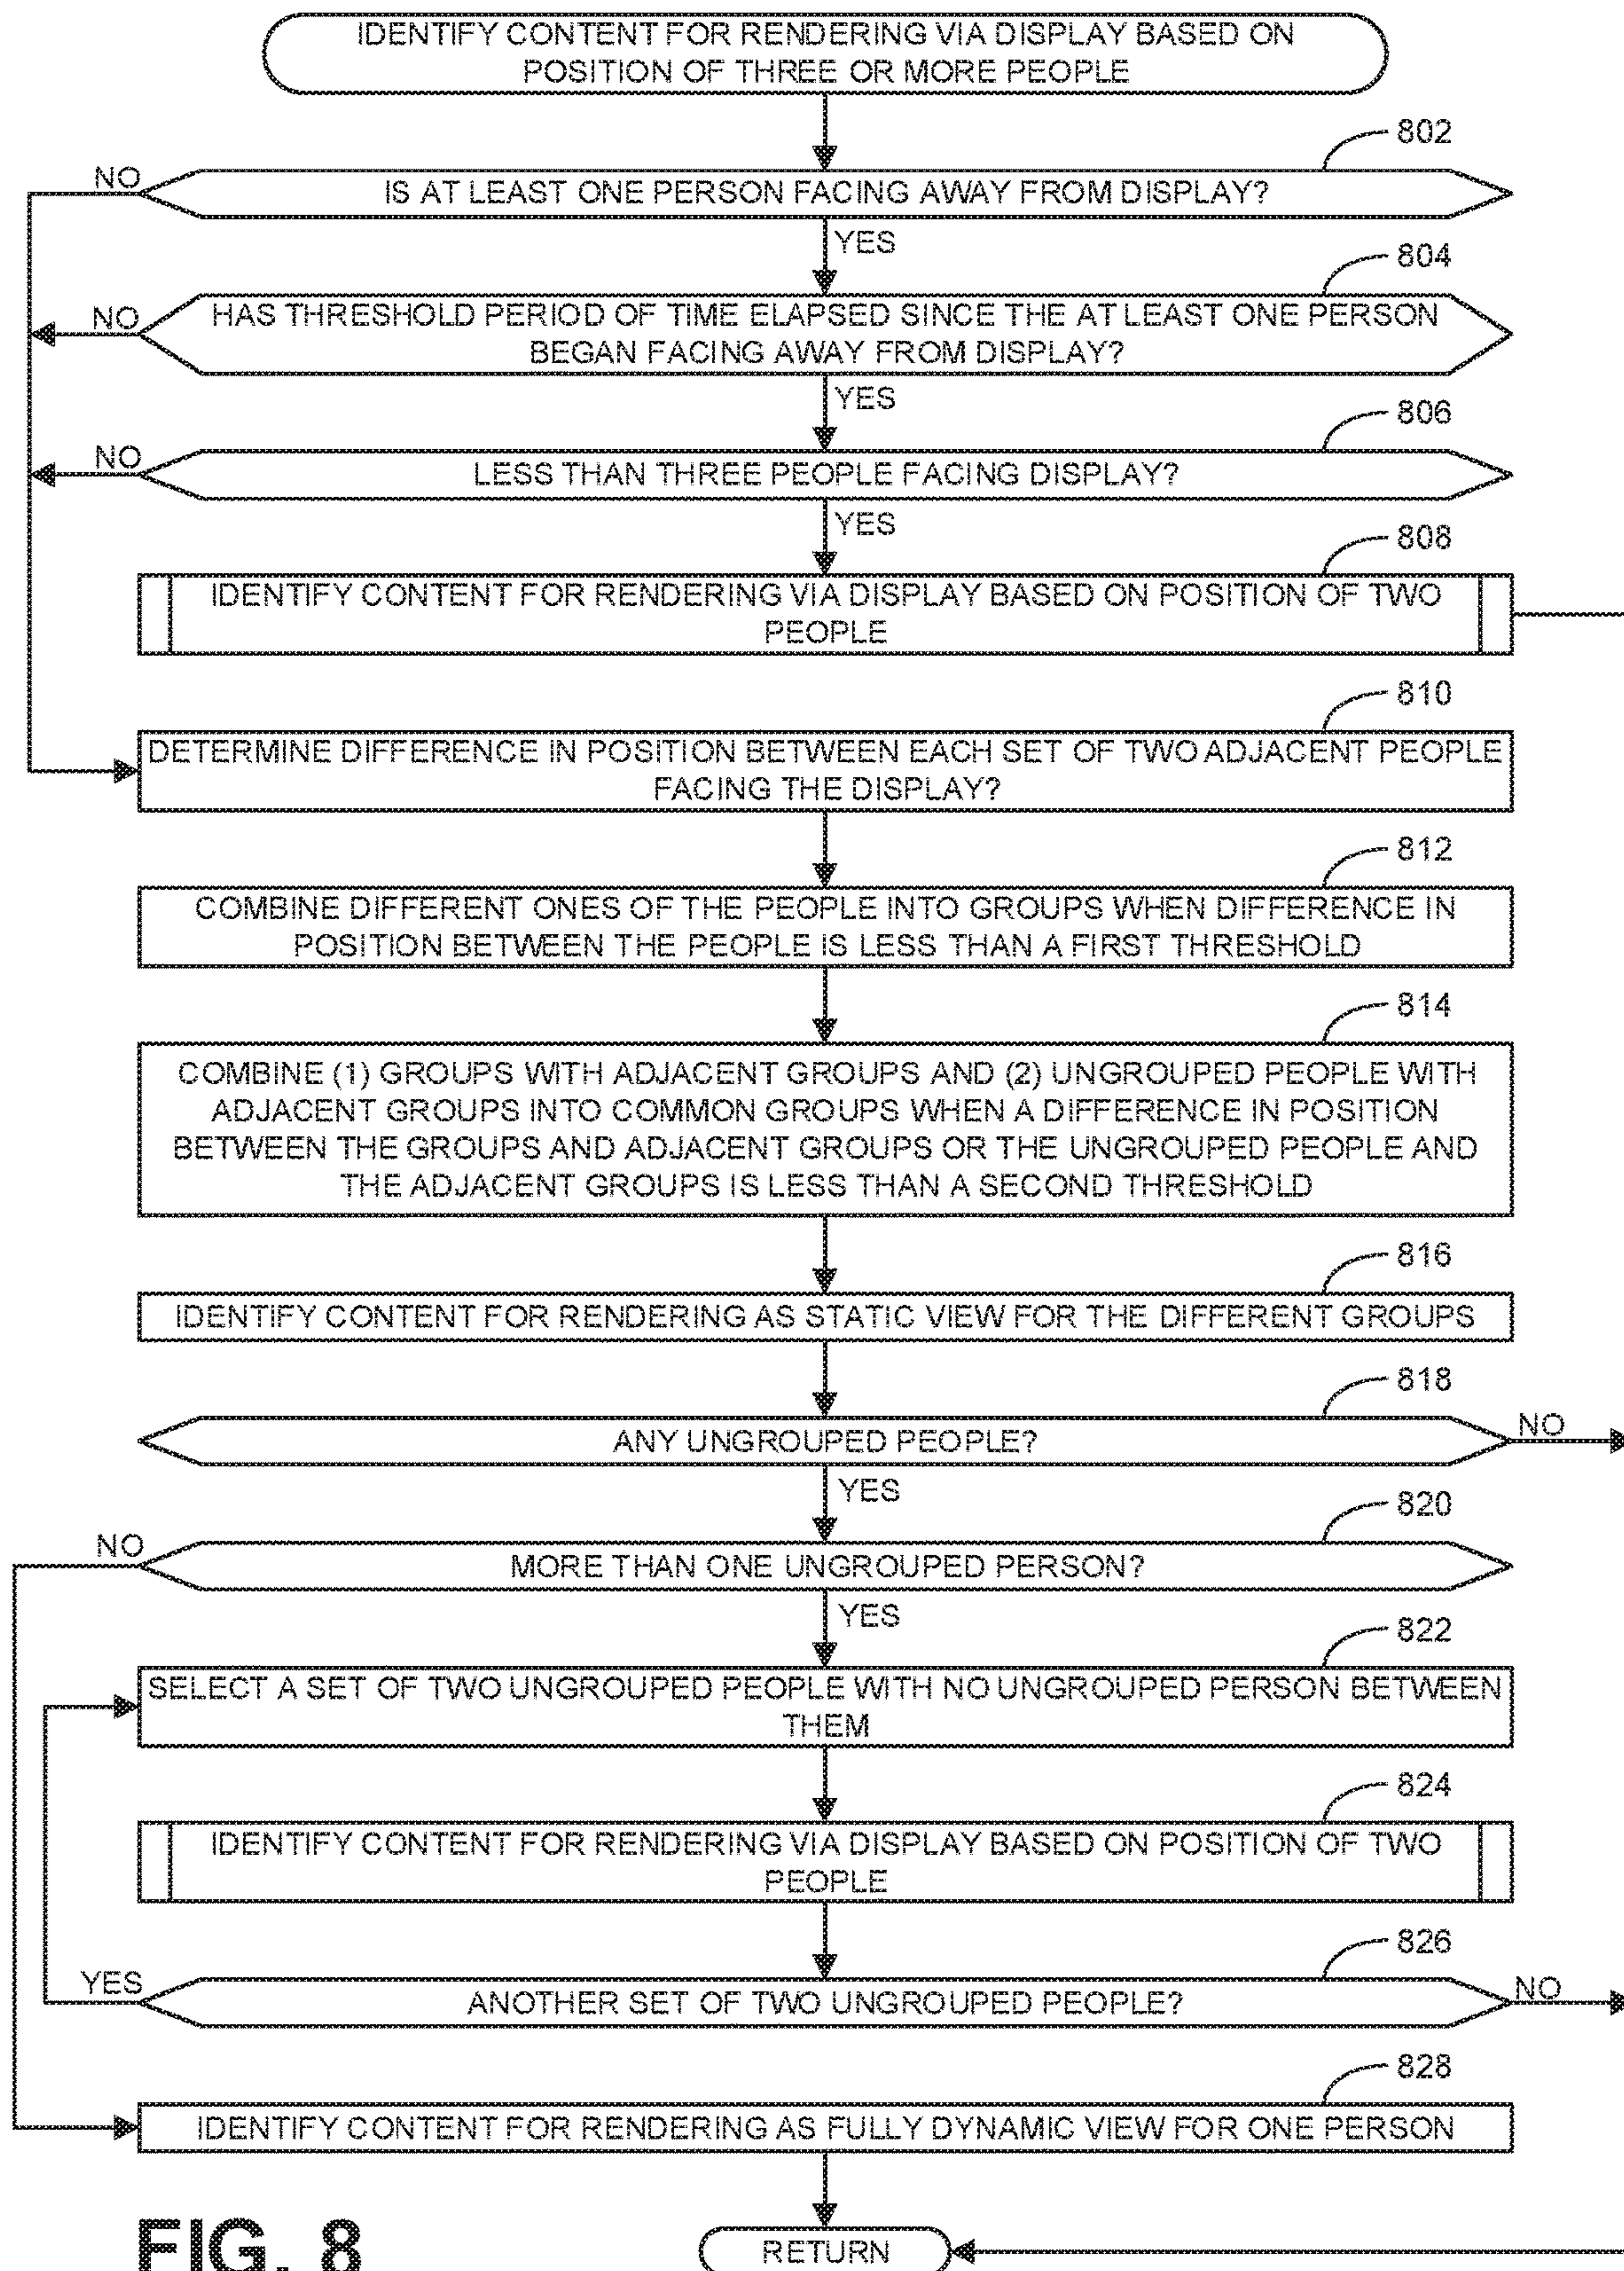 IDENTIFY CONTENT FOR RENDERING VIA DISPLAY BASED ON
POSITION OF THREE OR MORE PEOPLE
802
NO
IS AT LEAST ONE PERSON FACING AWAY FROM DISPLAY?
YES
804
NO
HAS THRESHOLD PERIOD OF TIME ELAPSED SINCE THE AT LEAST ONE PERSON
BEGAN FACING AWAY FROM DISPLAY?
YES
806
NO
LESS THAN THREE PEOPLE FACING DISPLAY?
YES
808
IDENTIFY CONTENT FOR RENDERING VIA DISPLAY BASED ON POSITION OF TWO
PEOPLE
810
DETERMINE DIFFERENCE IN POSITION BETWEEN EACH SET OF TWO ADJACENT PEOPLE
FACING THE DISPLAY?
812
COMBINE DIFFERENT ONES OF THE PEOPLE INTO GROUPS WHEN DIFFERENCE IN
POSITION BETWEEN THE PEOPLE IS LESS THAN A FIRST THRESHOLD
814
COMBINE (1) GROUPS WITH ADJACENT GROUPS AND (2) UNGROUPED PEOPLE WITH
ADJACENT GROUPS INTO COMMON GROUPS WHEN A DIFFERENCE IN POSITION
BETWEEN THE GROUPS AND ADJACENT GROUPS OR THE UNGROUPED PEOPLE AND
THE ADJACENT GROUPS IS LESS THAN A SECOND THRESHOLD
816
IDENTIFY CONTENT FOR RENDERING AS STATIC VIEW FOR THE DIFFERENT GROUPS
818
ANY UNGROUPED PEOPLE?
NO
YES
820
NO
MORE THAN ONE UNGROUPED PERSON?
YES
822
SELECT A SET OF TWO UNGROUPED PEOPLE WITH NO UNGROUPED PERSON BETWEEN
THEM
824
IDENTIFY CONTENT FOR RENDERING VIA DISPLAY BASED ON POSITION OF TWO
PEOPLE
826
YES
ANOTHER SET OF TWO UNGROUPED PEOPLE?
NO
828
IDENTIFY CONTENT FOR RENDERING AS FULLY DYNAMIC VIEW FOR ONE PERSON
FIG. 8
RETURN